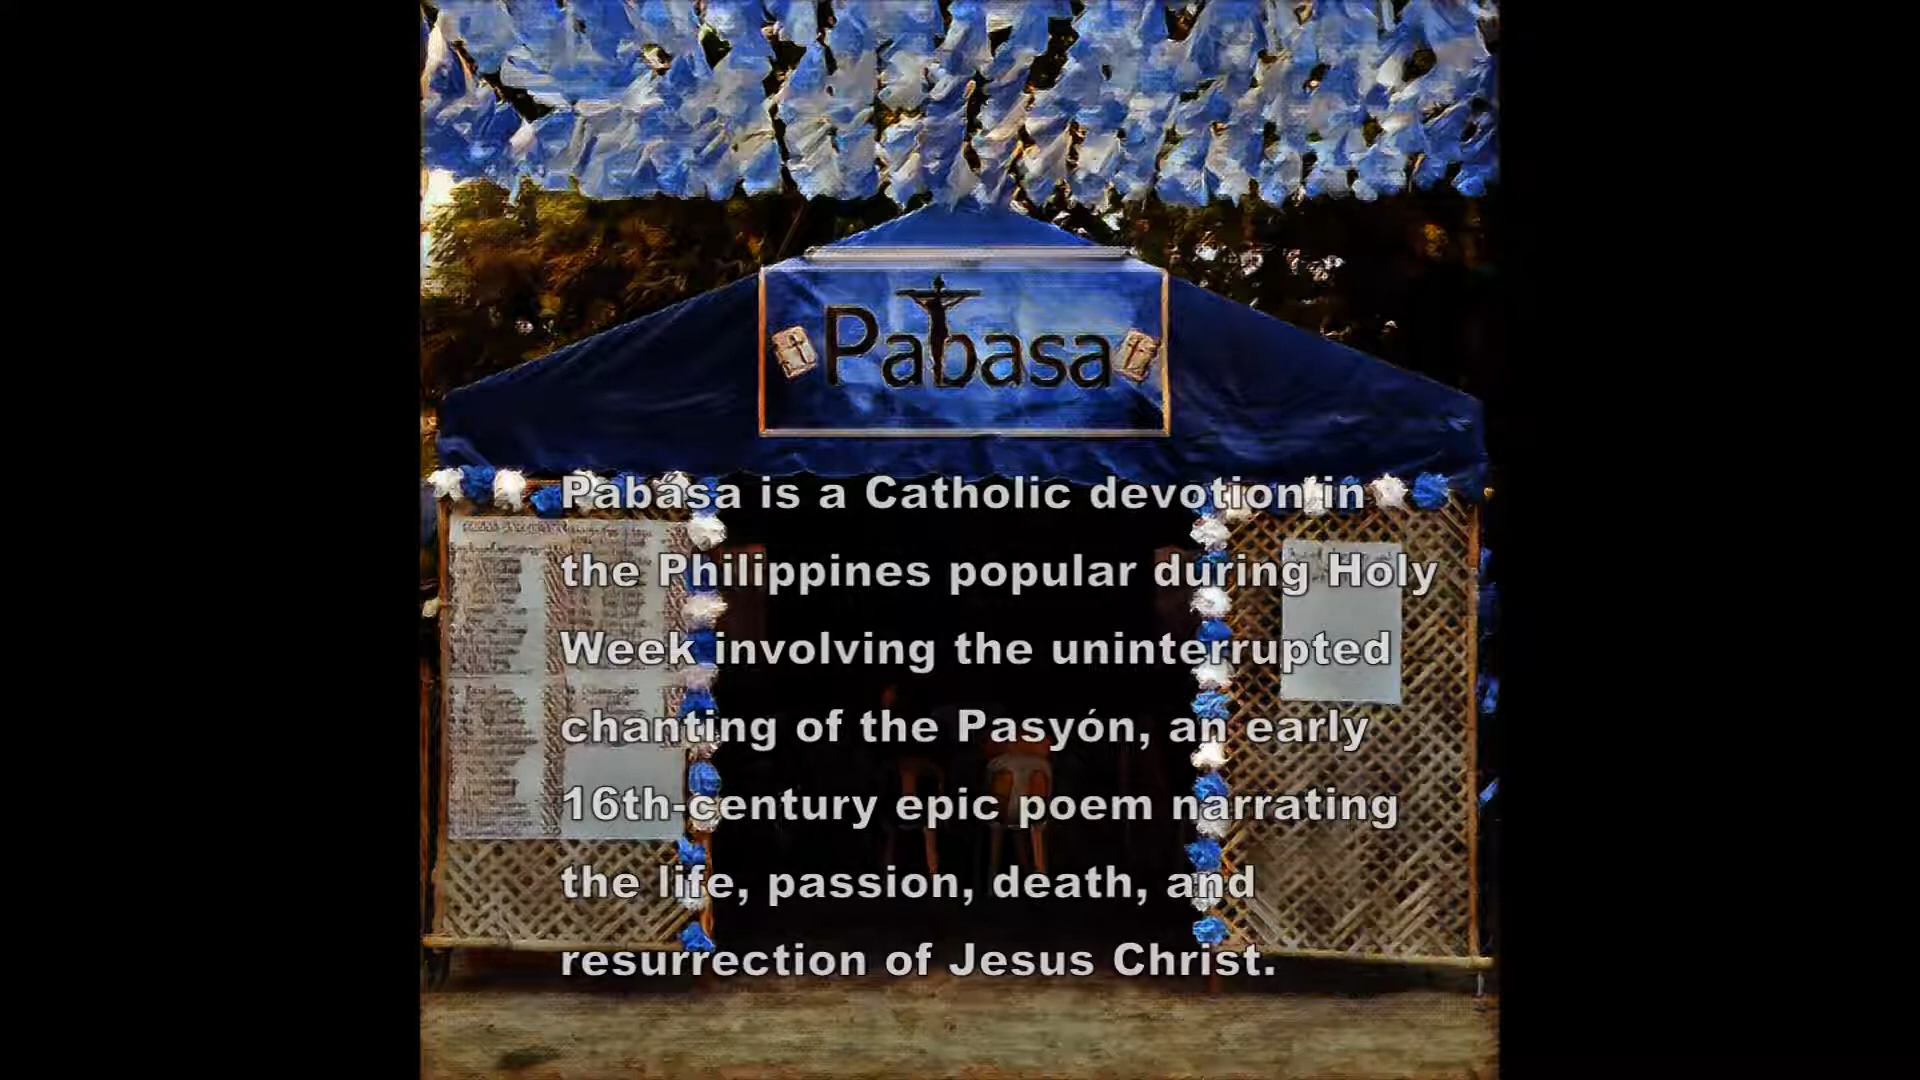 Pabasa
Pabása is a Catholic devotion in
the Philippines popular during Holy
Week involving the uninterrupted
chanting of the Pasyón, an early
16th-century epic poem narrating
the life, passion, death, and
resurrection of Jesus Christ.